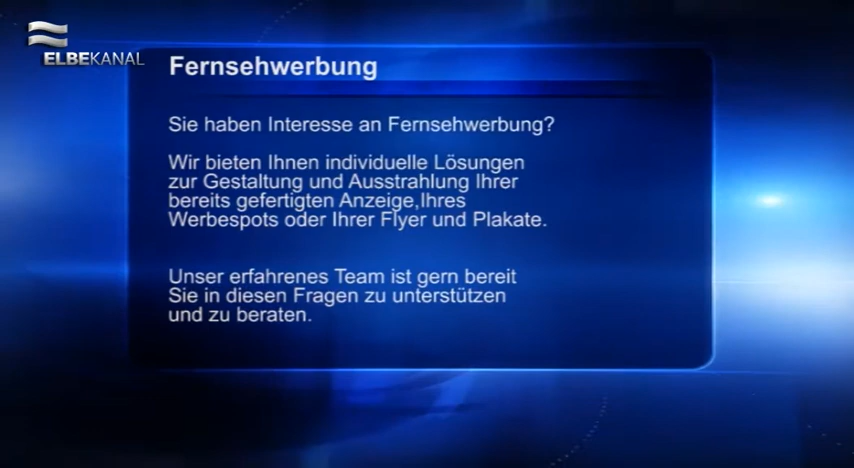 ELBEKANAL
Fernsehwerbung
Sie haben Interesse an Fernsehwerbung?
Wir bieten Ihnen individuelle Lösungen
zur Gestaltung und Ausstrahlung Ihrer
bereits gefertigten Anzeige,Ihres
Werbespots oder Ihrer Flyer und Plakate.
Unser erfahrenes Team ist gern bereit
Sie in diesen Fragen zu unterstützen
und zu beraten.